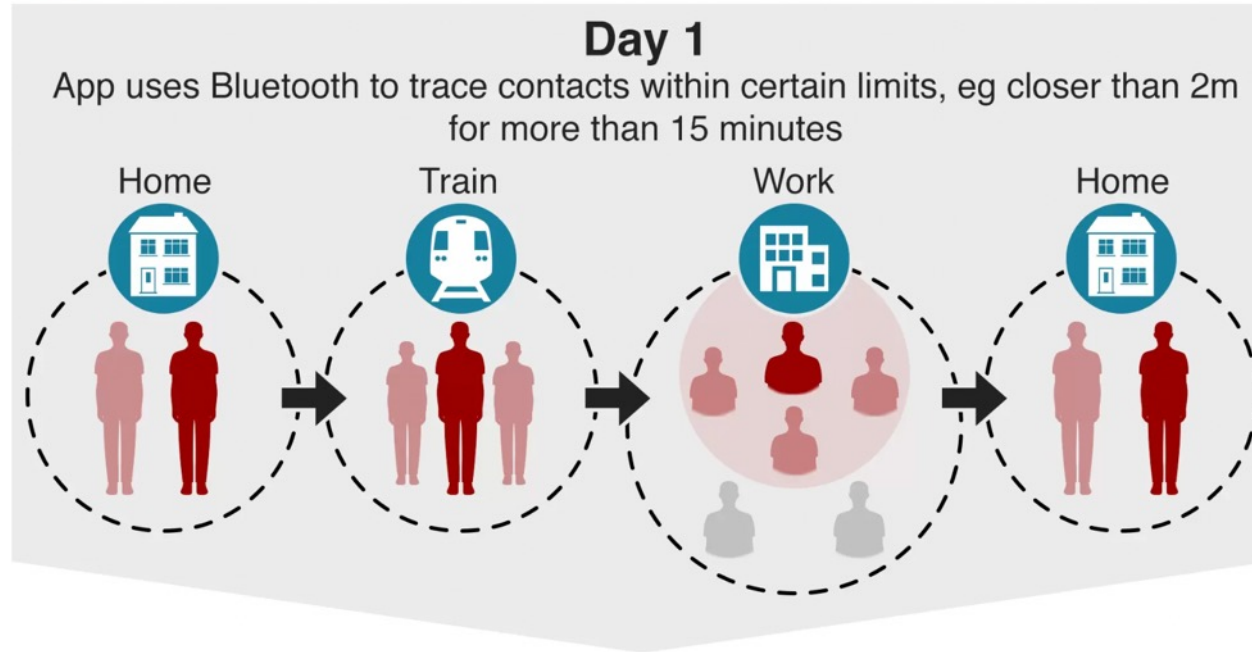 Day 1
App uses Bluetooth to trace contacts within certain limits, eg closer than 2m
for more than 15 minutes
Home
Train
Work
Home